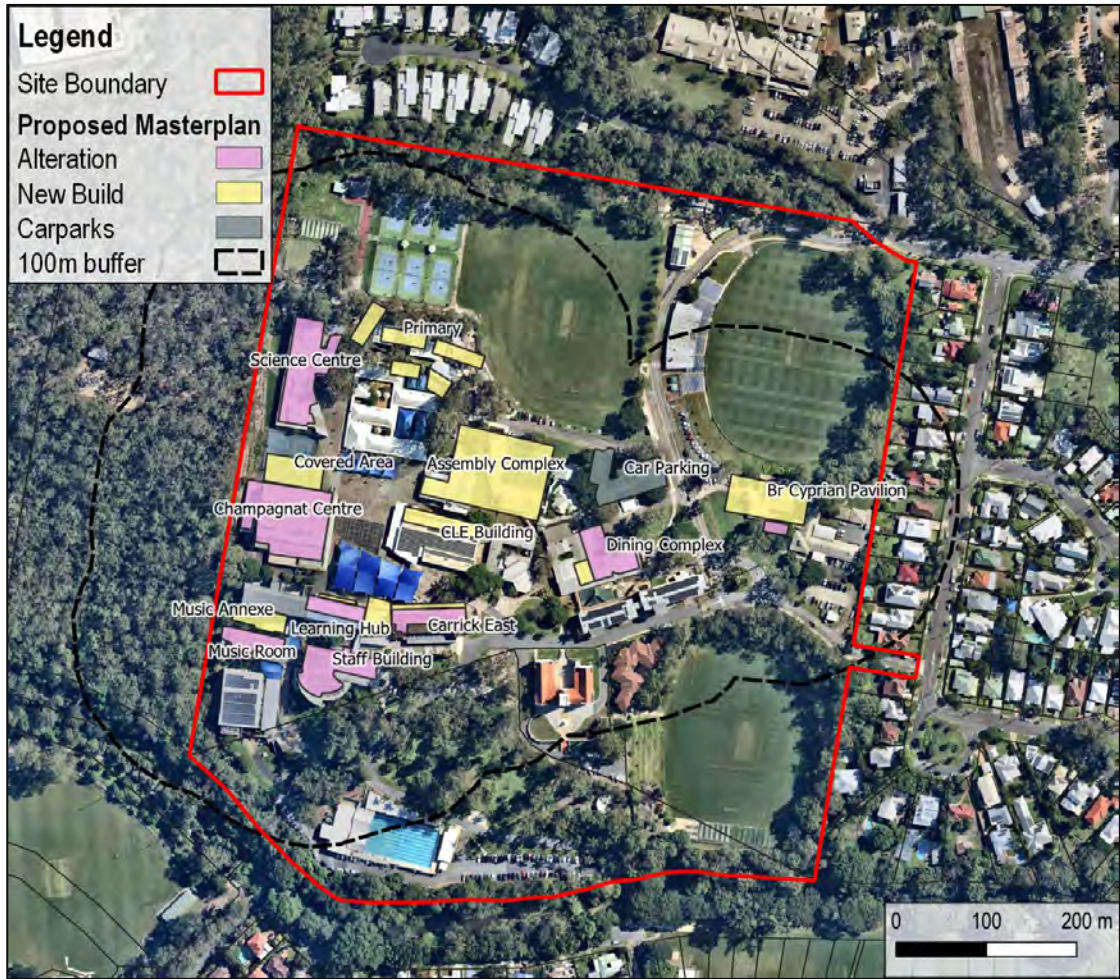 Legend
Site Boundary
Proposed Masterplan
Alteration
New Build
Carparks
100m buffer
Primary
Science Centre
Covered Area
Assembly Complex
Car Parking
Champagnat Centre
Br Cyprian Pavilion
CLE Building
Dining Complex
Music Annexe
Learning Hub
Carrick East
Music Room
Staff Building
0 100 200 m